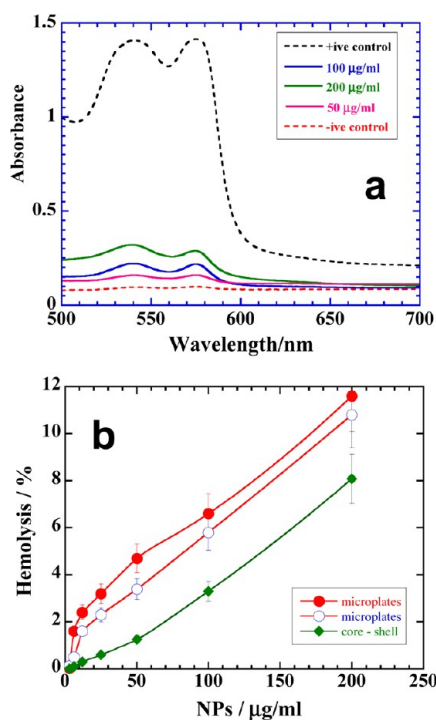 1.5
1
0.5
0
Absorbance
+ive control
100 µg/ml
200 µg/ml
50 µg/ml
-ive control
a
500
550
600
650
700
Wavelength/nm
12
10
8
6
4
2
0
Hemolysis / %
b
microplates
microplates
core - shell
0
50
100
150
200
250
NPs / µg/ml